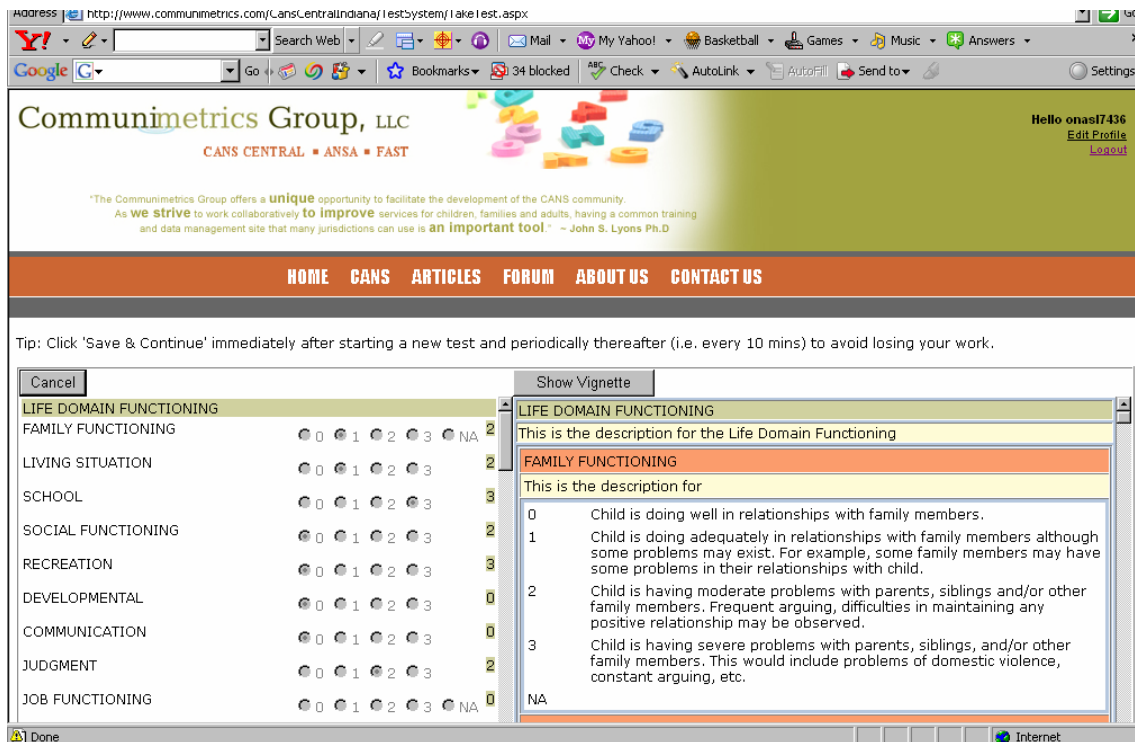 Address http://www.communimetrics.com/CansCentralIndiana/TestSystem/TakeTest.aspx Go
Y! Search Web Mail My Yahoo! Basketball Games Music Answers
Google G Go Bookmarks 34 blocked Check AutoLink AutoFill Send to Settings
Communimetrics Group, LLC
CANS CENTRAL ▪ ANSA ▪ FAST
Hello onasl7436
Edit Profile
Logout
"The Communimetrics Group offers a unique opportunity to facilitate the development of the CANS community.
As we strive to work collaboratively to improve services for children, families and adults, having a common training
and data management site that many jurisdictions can use is an important tool." ~ John S. Lyons Ph.D
HOME CANS ARTICLES FORUM ABOUT US CONTACT US
Tip: Click 'Save & Continue' immediately after starting a new test and periodically thereafter (i.e. every 10 mins) to avoid losing your work.
Cancel
LIFE DOMAIN FUNCTIONING
FAMILY FUNCTIONING 0 1 2 3 NA 2
LIVING SITUATION 0 1 2 3 2
SCHOOL 0 1 2 3 3
SOCIAL FUNCTIONING 0 1 2 3 2
RECREATION 0 1 2 3 3
DEVELOPMENTAL 0 1 2 3 0
COMMUNICATION 0 1 2 3 0
JUDGMENT 0 1 2 3 2
JOB FUNCTIONING 0 1 2 3 NA 0
Show Vignette
LIFE DOMAIN FUNCTIONING
This is the description for the Life Domain Functioning
FAMILY FUNCTIONING
This is the description for
0 Child is doing well in relationships with family members.
1 Child is doing adequately in relationships with family members although
some problems may exist. For example, some family members may have
some problems in their relationships with child.
2 Child is having moderate problems with parents, siblings and/or other
family members. Frequent arguing, difficulties in maintaining any
positive relationship may be observed.
3 Child is having severe problems with parents, siblings, and/or other
family members. This would include problems of domestic violence,
constant arguing, etc.
NA
Done Internet